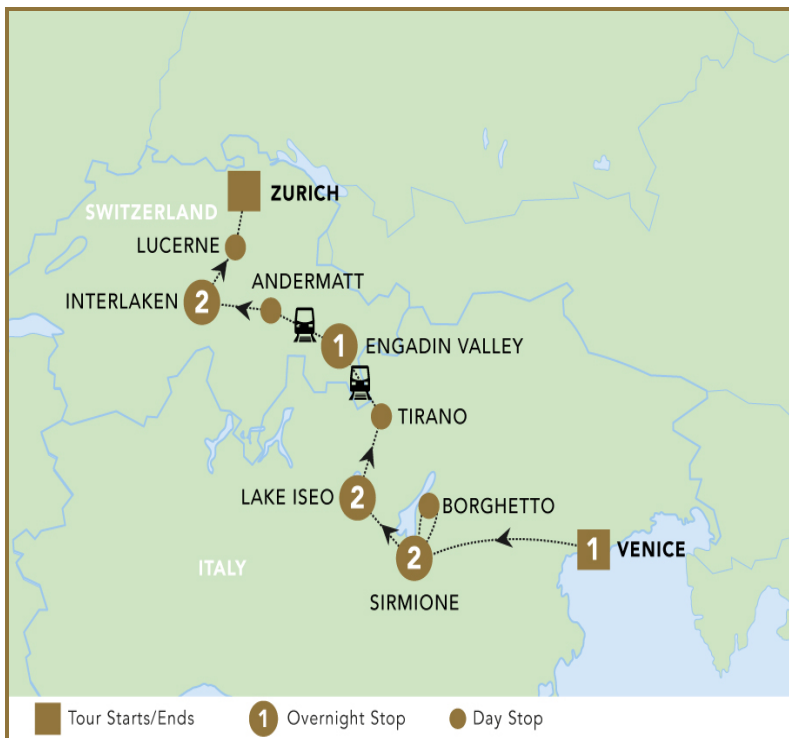 ZURICH
SWITZERLAND
LUCERNE
ANDERMATT
INTERLAKEN
2
1
ENGADIN VALLEY
TIRANO
LAKE ISEO
2
BORGHETTO
1
VENICE
2
ITALY
SIRMIONE
Tour Starts/Ends
1
Overnight Stop
Day Stop